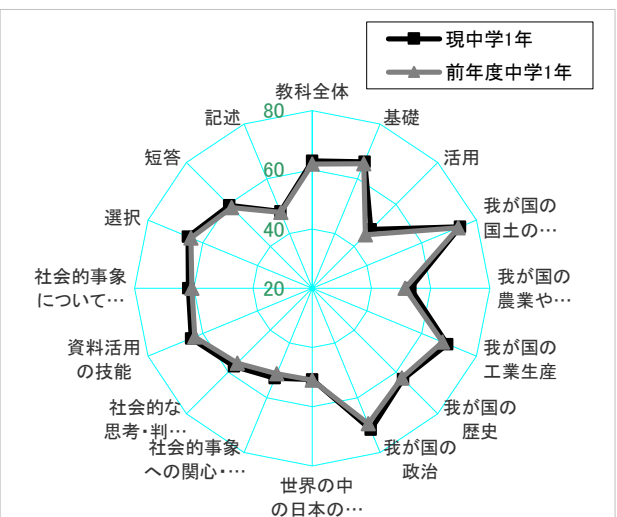 現中学1年
前年度中学1年
教科全体
基礎
活用
我が国の
国土の…
我が国の
農業や…
我が国の
工業生産
我が国の
歴史
我が国の
政治
世界の中
の日本の…
社会的事象
への関心・…
社会的な
思考・判…
資料活用
の技能
社会的事象
について…
選択
短答
記述
80
60
40
20